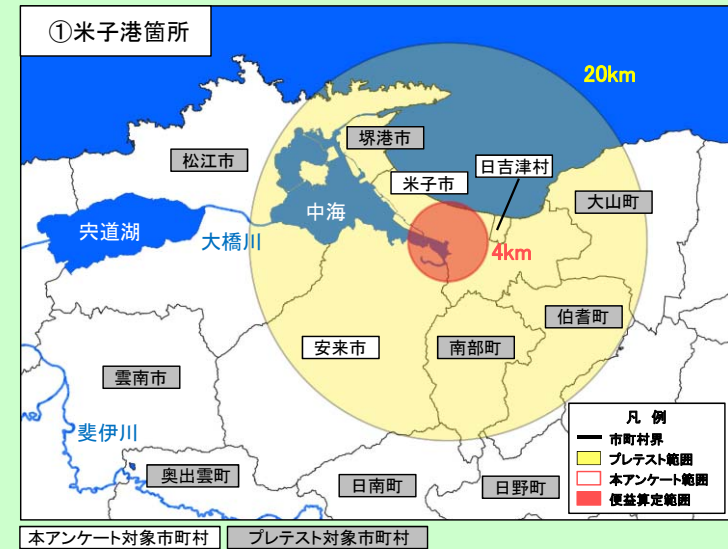 ①米子港箇所
20km
堺港市
松江市
日吉津村
米子市
大山町
中海
宍道湖
大橋川
4km
伯耆町
安来市
南部町
雲南市
斐伊川
奥出雲町
日南町
日野町
凡 例
市町村界
プレテスト範囲
本アンケート範囲
便益算定範囲
本アンケート対象市町村
プレテスト対象市町村